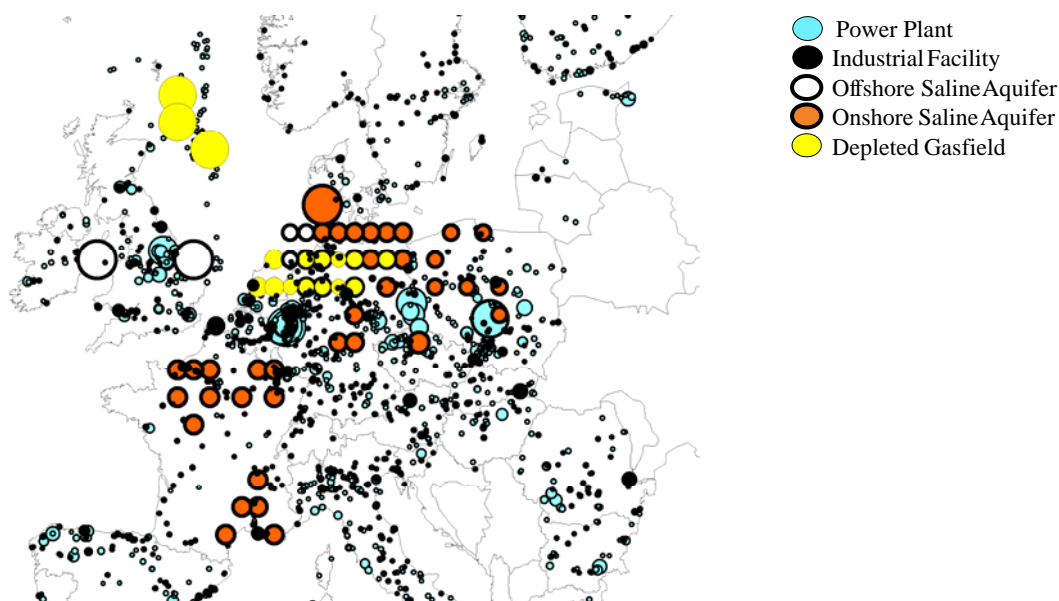 Power Plant
Industrial Facility
Offshore Saline Aquifer
Onshore Saline Aquifer
Depleted Gasfield